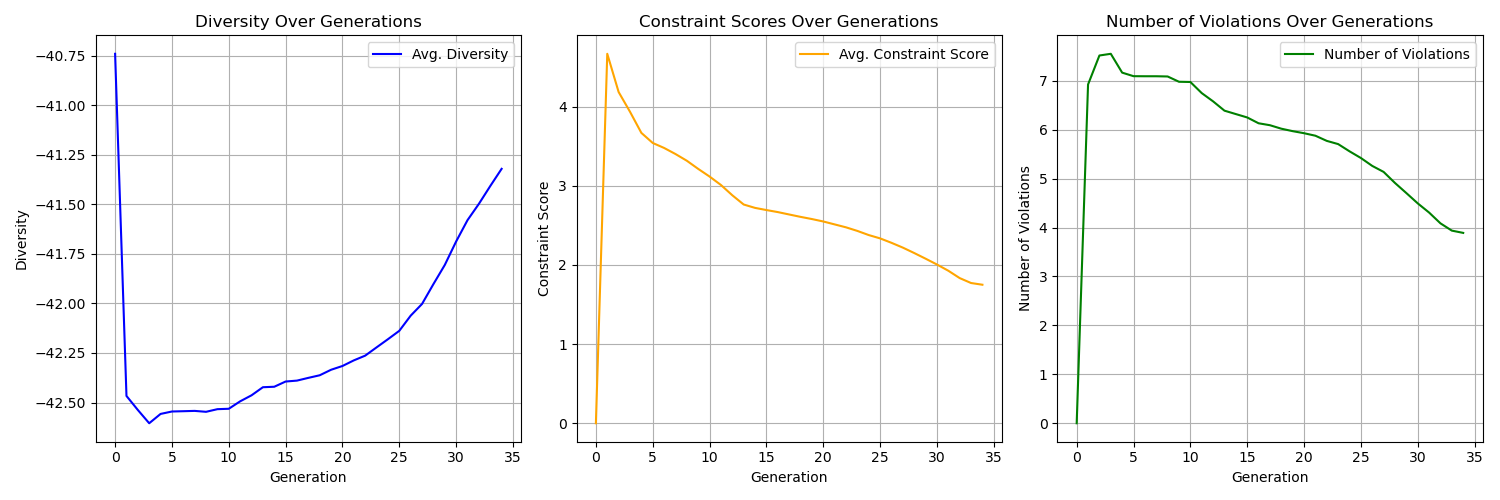 Diversity Over Generations
Avg. Diversity
Diversity
−40.75
−41.00
−41.25
−41.50
−41.75
−42.00
−42.25
−42.50
0 5 10 15 20 25 30 35
Generation
Constraint Scores Over Generations
Avg. Constraint Score
Constraint Score
4
3
2
1
0
0 5 10 15 20 25 30 35
Generation
Number of Violations Over Generations
Number of Violations
Number of Violations
7
6
5
4
3
2
1
0
0 5 10 15 20 25 30 35
Generation